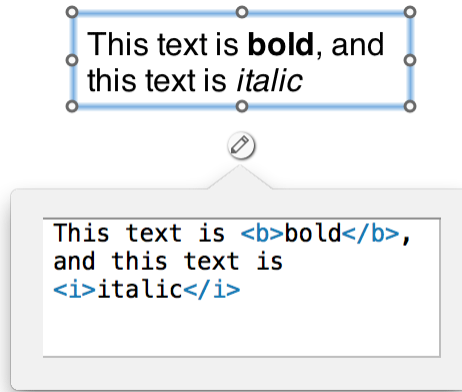 This text is bold, and
this text is italic
This text is <b>bold</b>,
and this text is
<i>italic</i>